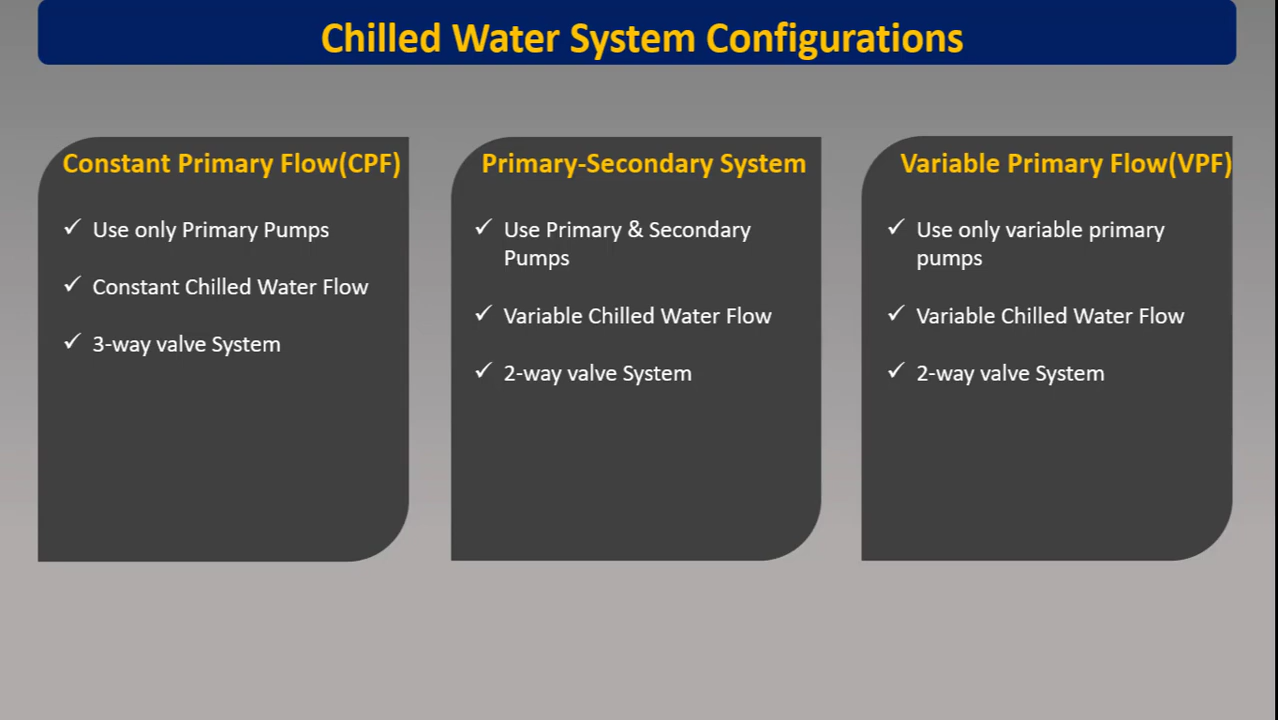 Chilled Water System Configurations
Constant Primary Flow(CPF)
✓ Use only Primary Pumps
✓ Constant Chilled Water Flow
✓ 3-way valve System
Primary-Secondary System
✓ Use Primary & Secondary
Pumps
✓ Variable Chilled Water Flow
✓ 2-way valve System
Variable Primary Flow(VPF)
✓ Use only variable primary
pumps
✓ Variable Chilled Water Flow
✓ 2-way valve System